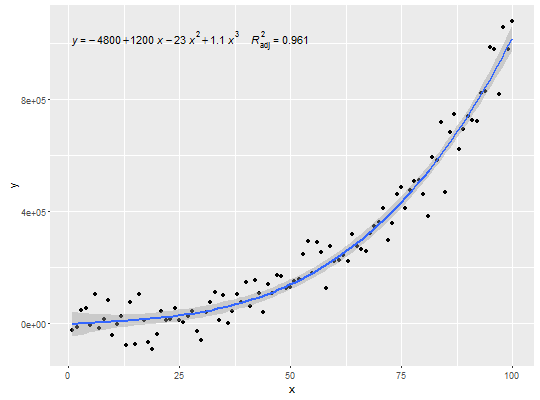 y = − 4800 + 1200 x − 23 x² + 1.1 x³   R²adj = 0.961
8e+05
4e+05
0e+00
y
0 25 50 75 100
x